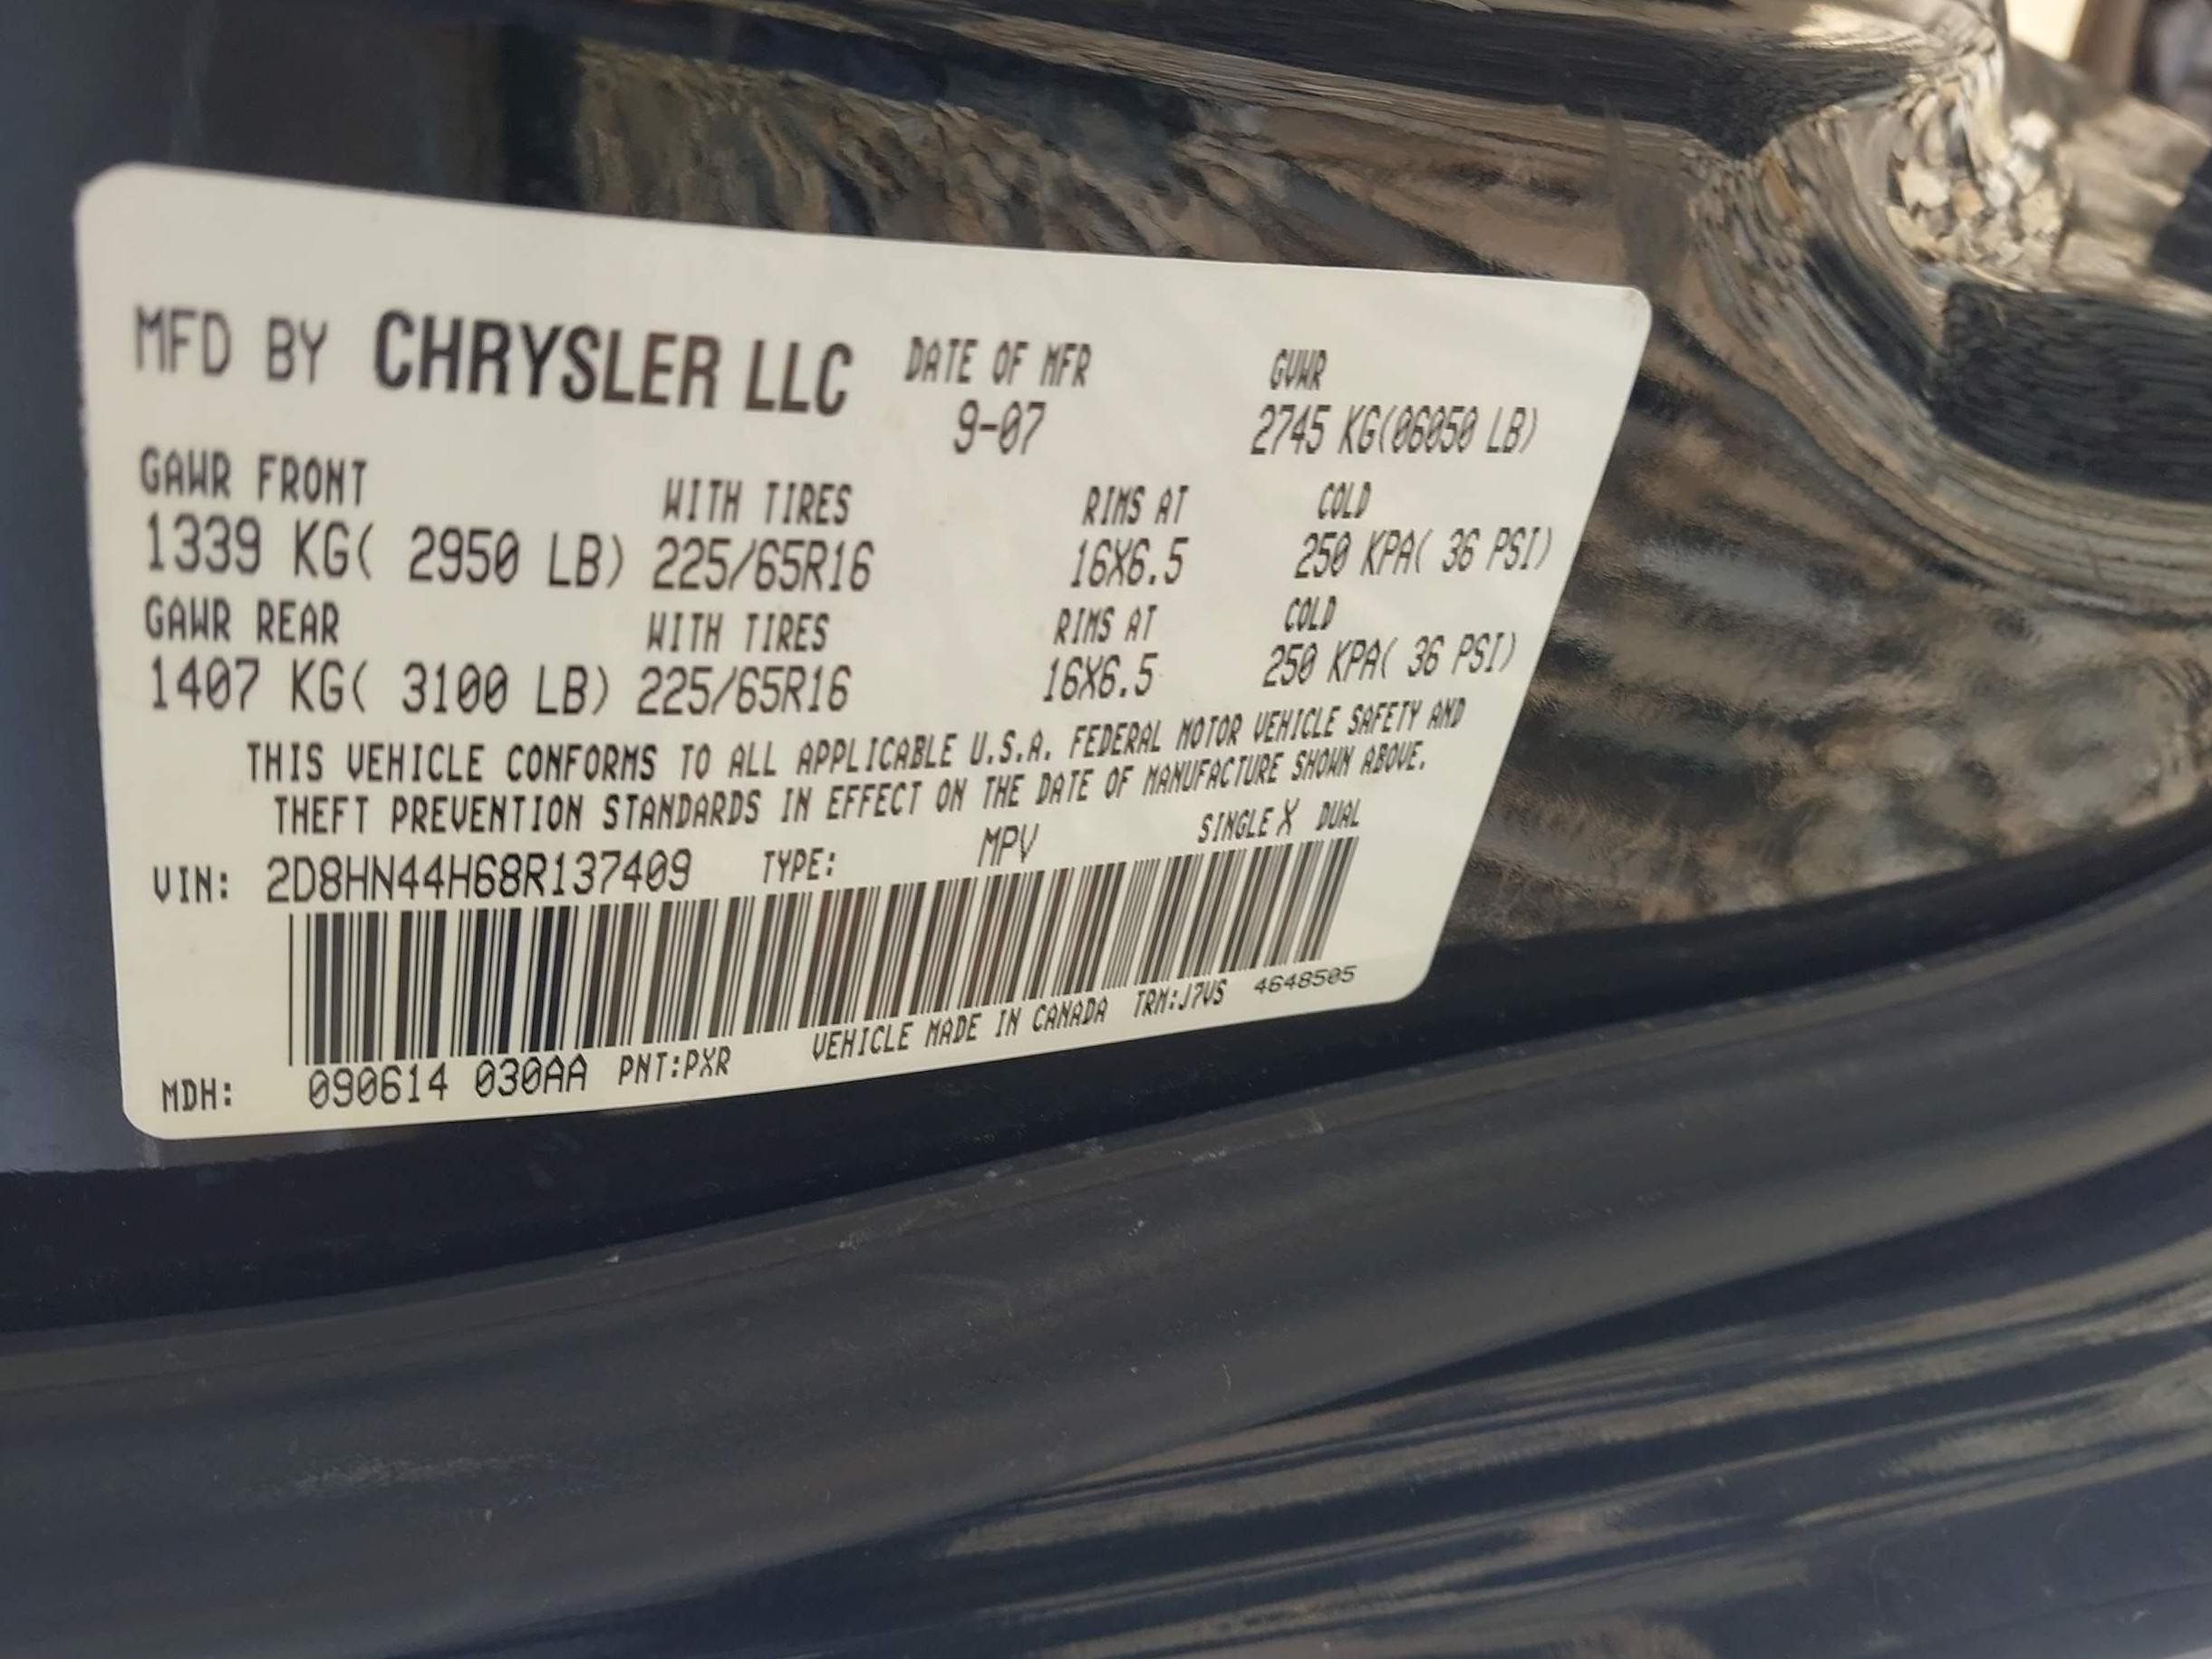 MFD BY CHRYSLER LLC DATE OF MFR GVWR
9-07 2745 KG(06050 LB)
GAWR FRONT WITH TIRES RIMS AT COLD
1339 KG( 2950 LB) 225/65R16 16X6.5 250 KPA( 36 PSI)
GAWR REAR WITH TIRES RIMS AT COLD
1407 KG( 3100 LB) 225/65R16 16X6.5 250 KPA( 36 PSI)
THIS VEHICLE CONFORMS TO ALL APPLICABLE U.S.A. FEDERAL MOTOR VEHICLE SAFETY AND
THEFT PREVENTION STANDARDS IN EFFECT ON THE DATE OF MANUFACTURE SHOWN ABOVE.
VIN: 2D8HN44H68R137409 TYPE: MPV SINGLE X DUAL
MDH: 090614 030AA PNT:PXR VEHICLE MADE IN CANADA TRM:J7VS 4648505